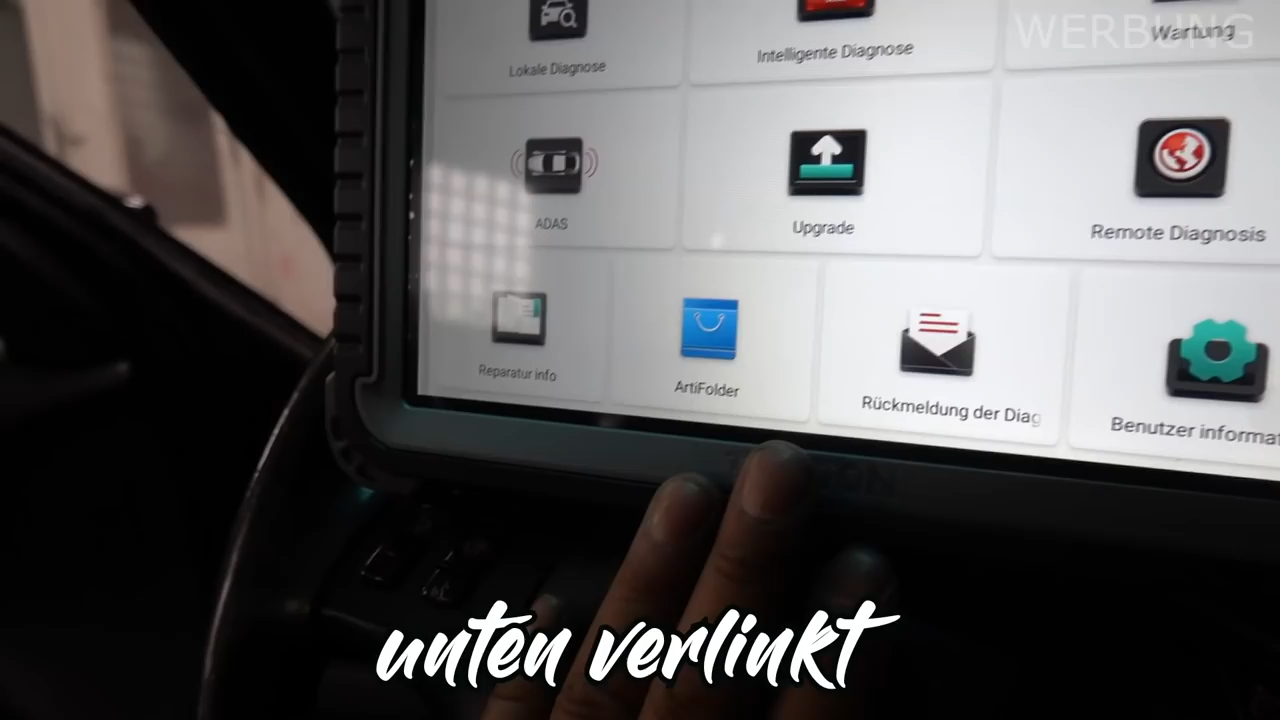 WERBUNG
Wartung
Intelligente Diagnose
Lokale Diagnose
ADAS
Upgrade
Remote Diagnosis
Reparatur info
ArtiFolder
Rückmeldung der Diag
Benutzer informat
unten verlinkt